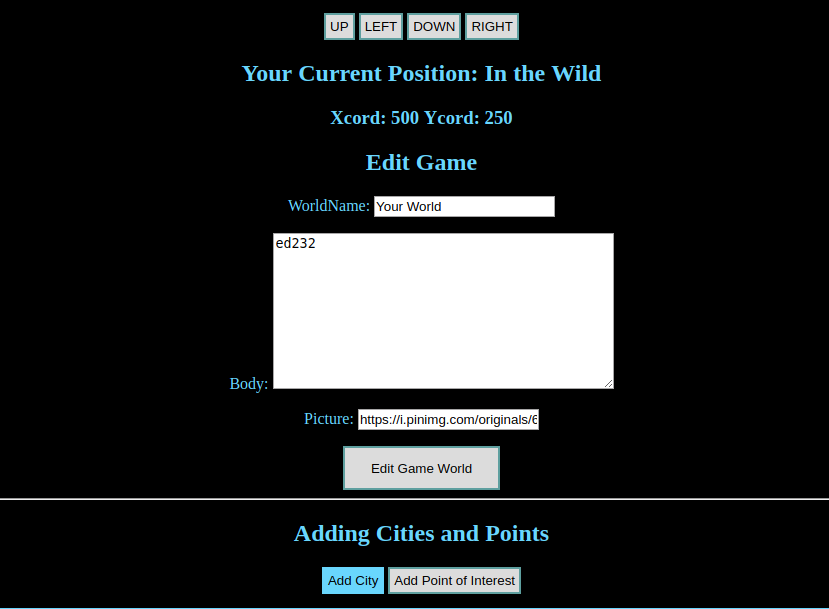 UP LEFT DOWN RIGHT
Your Current Position: In the Wild
Xcord: 500 Ycord: 250
Edit Game
WorldName: Your World
ed232
Body:
Picture: https://i.pinimg.com/originals/6
Edit Game World
Adding Cities and Points
Add City Add Point of Interest